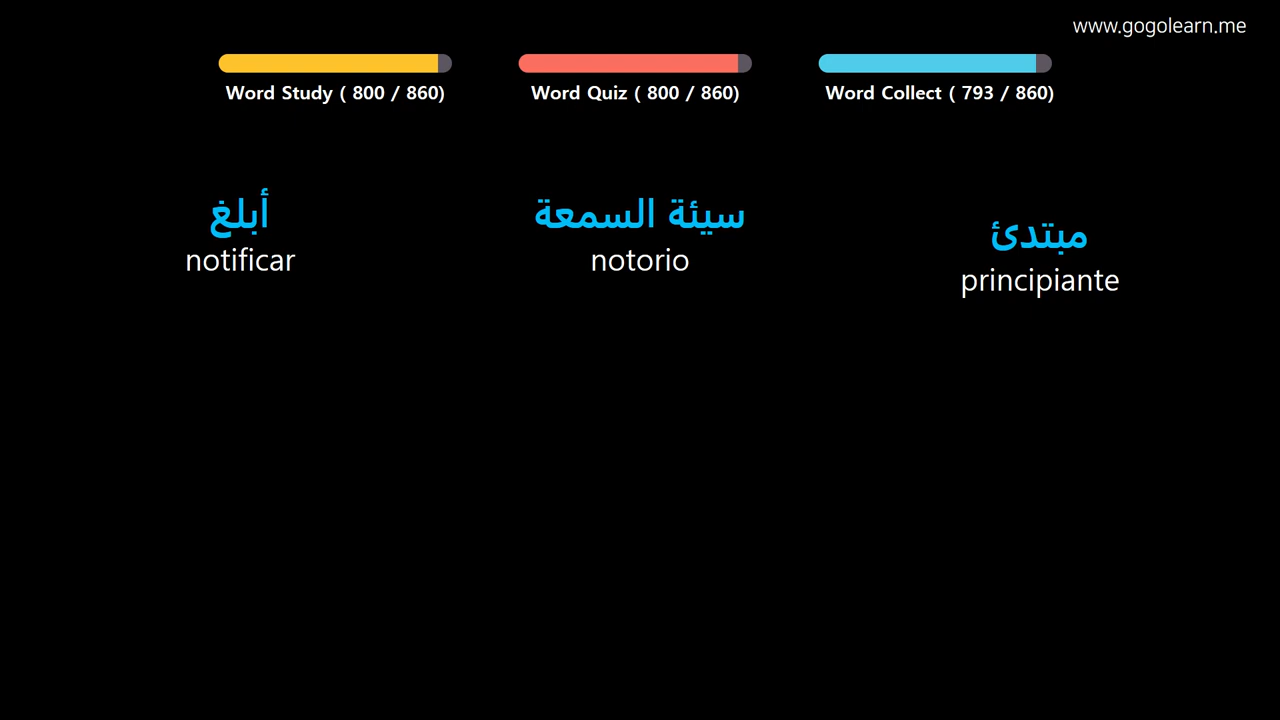 www.gogolearn.me
Word Study ( 800 / 860)
Word Quiz ( 800 / 860)
Word Collect ( 793 / 860)
أبلغ
notificar
سيئة السمعة
notorio
مبتدئ
principiante